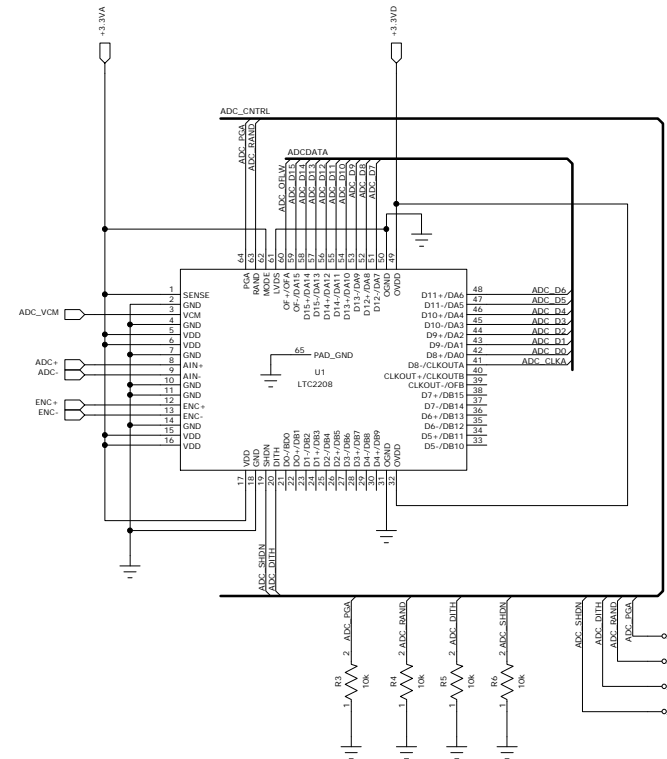 +3.3VA
+3.3VD
ADC_CNTRL
ADC_PGA
ADC_RAND
ADCDATA
ADC_OFLW
ADC_D15
ADC_D14
ADC_D13
ADC_D12
ADC_D11
ADC_D10
ADC_D9
ADC_D8
ADC_D7
64
63
62
61
60
59
58
57
56
55
54
53
52
51
50
49
PGA
RAND
MODE
LVDS
OF+/OFA
OF-/DA15
D15+/DA14
D15-/DA13
D14+/DA12
D14-/DA11
D13+/DA10
D13-/DA9
D12+/DA8
D12-/DA7
OGND
OVDD
1 SENSE
2 GND
ADC_VCM 3 VCM
4 GND
5 VDD
6 VDD
7 GND
ADC+ 8 AIN+
ADC- 9 AIN-
10 GND
11 GND
ENC+ 12 ENC+
ENC- 13 ENC-
14 GND
15 VDD
16 VDD
65 PAD_GND
U1
LTC2208
D11+/DA6 48 ADC_D6
D11-/DA5 47 ADC_D5
D10+/DA4 46 ADC_D4
D10-/DA3 45 ADC_D3
D9+/DA2 44 ADC_D2
D9-/DA1 43 ADC_D1
D8+/DA0 42 ADC_D0
D8-/CLKOUTA 41 ADC_CLKA
CLKOUT+/CLKOUTB 40
CLKOUT-/OFB 39
D7+/DB15 38
D7-/DB14 37
D6+/DB13 36
D6-/DB12 35
D5+/DB11 34
D5-/DB10 33
VDD
GND
SHDN
DITH
D0-/BD0
D0+/DB1
D1-/DB2
D1+/DB3
D2-/DB4
D2+/DB5
D3-/DB6
D3+/DB7
D4-/DB8
D4+/DB9
OGND
OVDD
17
18
19
20
21
22
23
24
25
26
27
28
29
30
31
32
ADC_SHDN
ADC_DITH
ADC_PGA
ADC_RAND
ADC_DITH
ADC_SHDN
ADC_SHDN
ADC_DITH
ADC_RAND
ADC_PGA
2
R3
10k
1
2
R4
10k
1
2
R5
10k
1
2
R6
10k
1